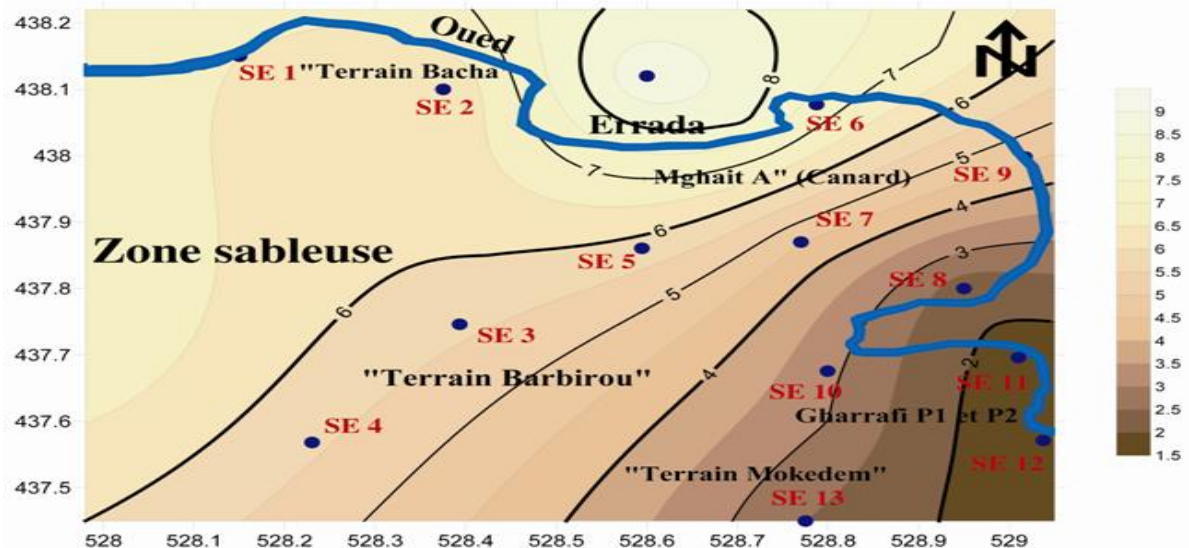 438.2
438.1
438
437.9
437.8
437.7
437.6
437.5
528
528.1
528.2
528.3
528.4
528.5
528.6
528.7
528.8
528.9
529
Oued
N
SE 1 "Terrain Bacha
SE 2
8
7
Errada
SE 6
6
7
Mghait A" (Canard)
5
SE 9
SE 7
4
6
Zone sableuse
SE 5
3
5
SE 8
6
SE 3
"Terrain Barbirou"
4
2
SE 11
SE 10
Gharrafi P1 et P2
SE 4
SE 12
"Terrain Mokedem"
SE 13
9
8.5
8
7.5
7
6.5
6
5.5
5
4.5
4
3.5
3
2.5
2
1.5